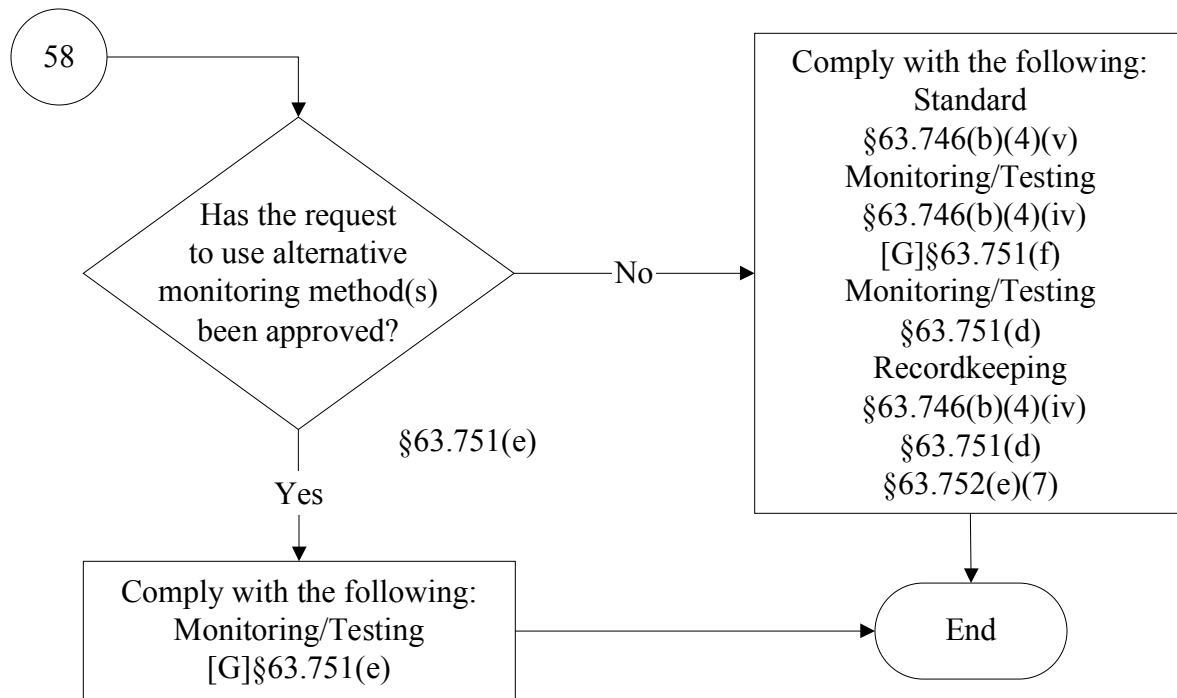 58
Has the request
to use alternative
monitoring method(s)
been approved?
§63.751(e)
No
Comply with the following:
Standard
§63.746(b)(4)(v)
Monitoring/Testing
§63.746(b)(4)(iv)
[G]§63.751(f)
Monitoring/Testing
§63.751(d)
Recordkeeping
§63.746(b)(4)(iv)
§63.751(d)
§63.752(e)(7)
Yes
Comply with the following:
Monitoring/Testing
[G]§63.751(e)
End